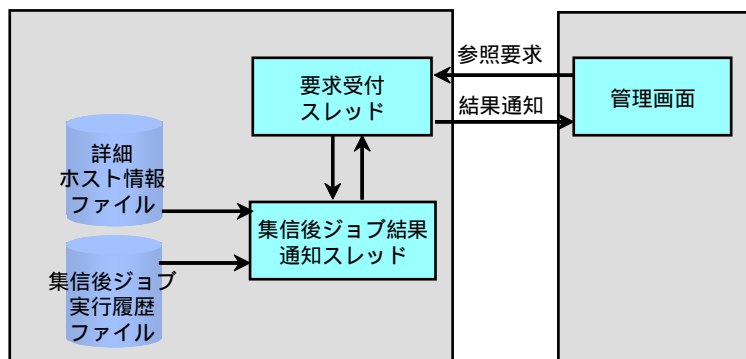 参照要求
要求受付
スレッド
管理画面
結果通知
詳細
ホスト情報
ファイル
集信後ジョブ結果
通知スレッド
集信後ジョブ
実行履歴
ファイル